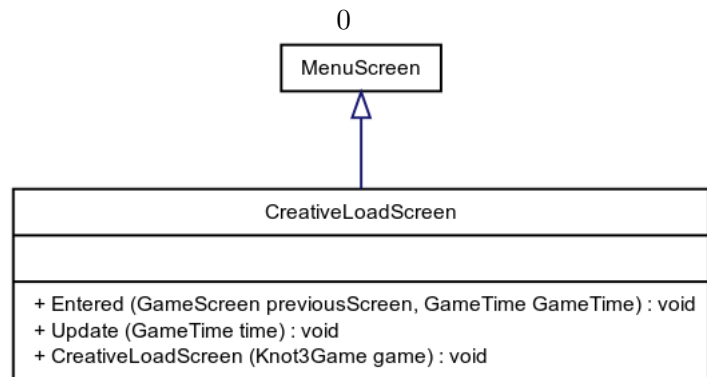 0
MenuScreen
CreativeLoadScreen
+ Entered (GameScreen previousScreen, GameTime GameTime) : void
+ Update (GameTime time) : void
+ CreativeLoadScreen (Knot3Game game) : void